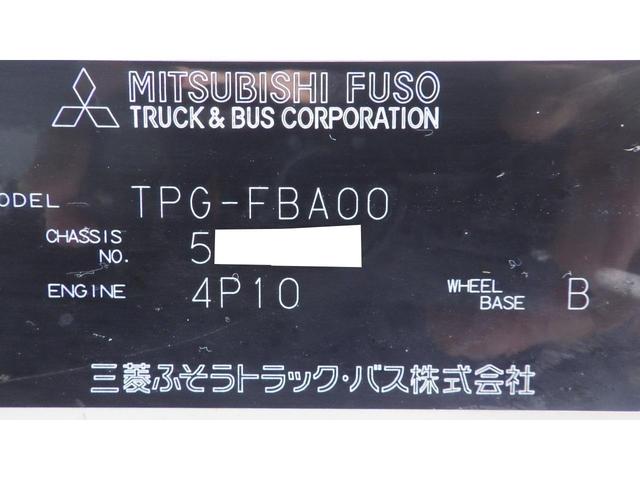 MITSUBISHI FUSO
TRUCK & BUS CORPORATION
ODEL TPG-FBA00
CHASSIS
NO. 5
ENGINE 4P10 WHEEL BASE B
三菱ふそうトラック・バス株式会社